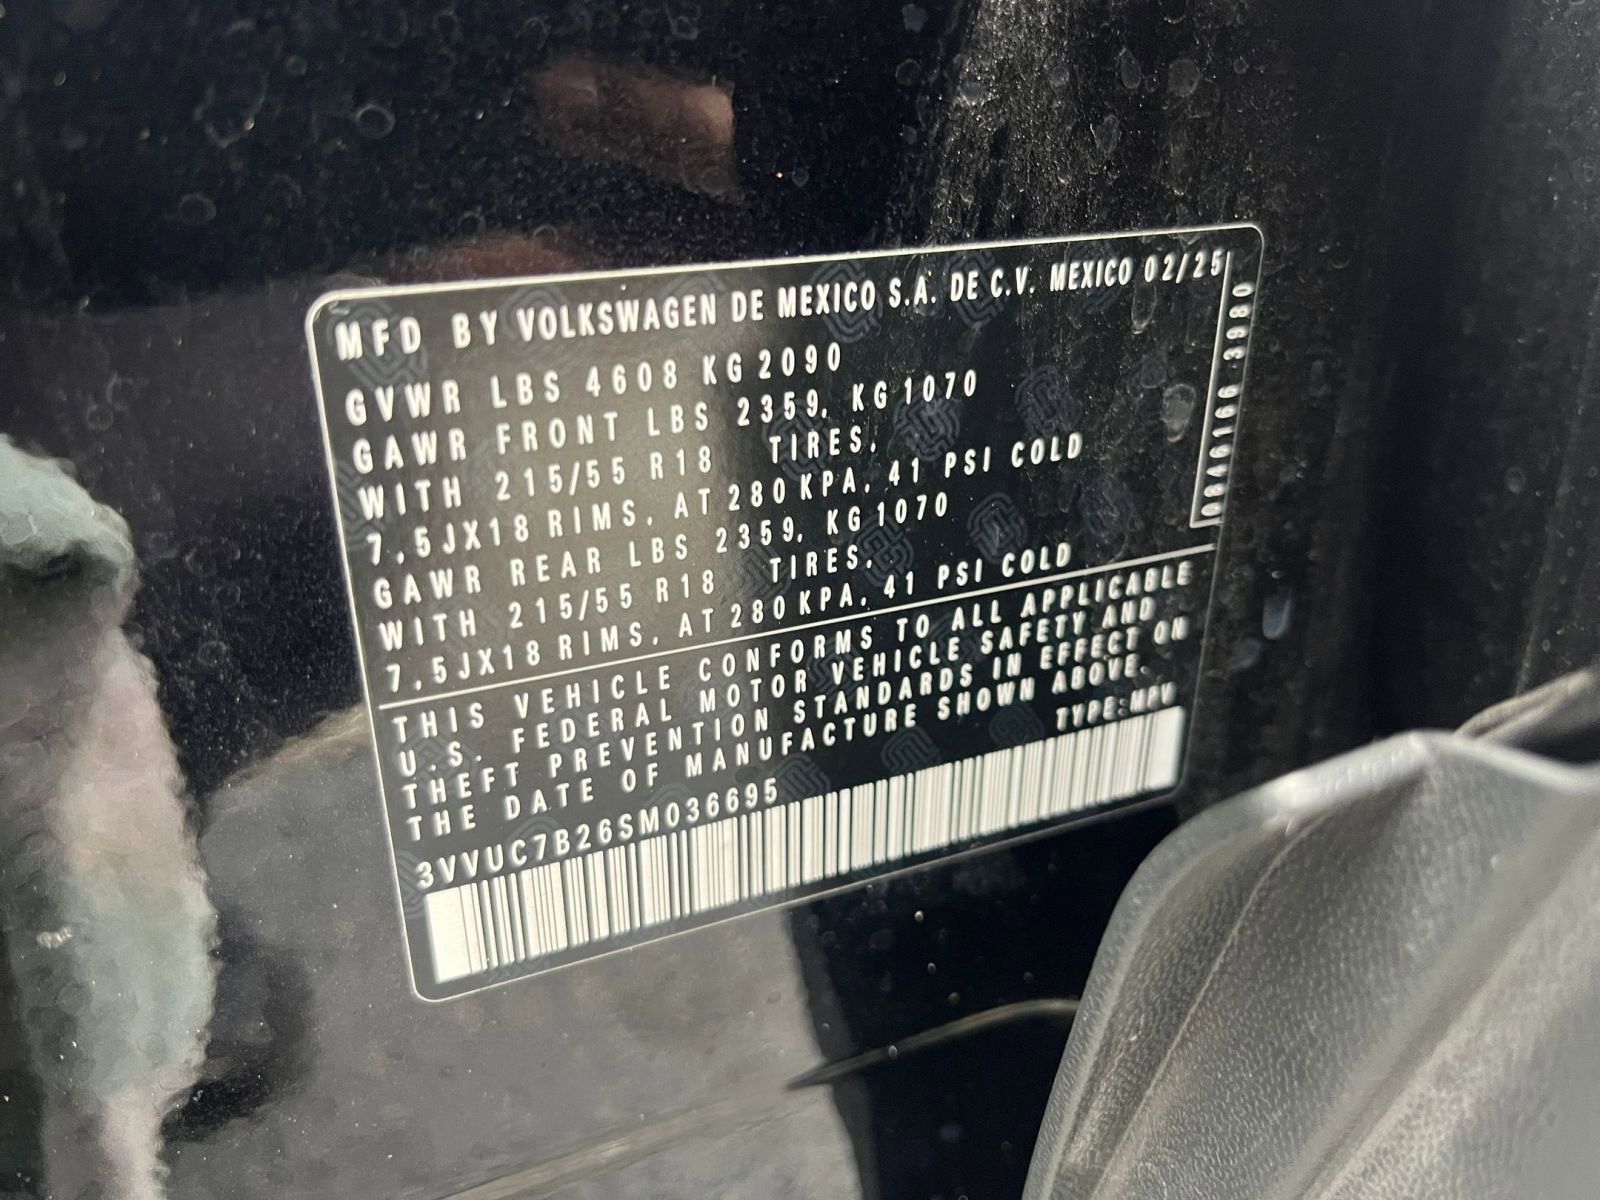 MFD BY VOLKSWAGEN DE MEXICO S.A. DE C.V. MEXICO 02/25
GVWR LBS 4608 KG 2090
GAWR FRONT LBS 2359, KG 1070
WITH 215/55 R18 TIRES,
7,5JX18 RIMS, AT 280 KPA, 41 PSI COLD
GAWR REAR LBS 2359, KG 1070
WITH 215/55 R18 TIRES,
7,5JX18 RIMS, AT 280 KPA, 41 PSI COLD
THIS VEHICLE CONFORMS TO ALL APPLICABLE
U.S. FEDERAL MOTOR VEHICLE SAFETY AND
THEFT PREVENTION STANDARDS IN EFFECT ON
THE DATE OF MANUFACTURE SHOWN ABOVE.
TYPE:MPV
3VVUC7B26SM036695
0846166 3980